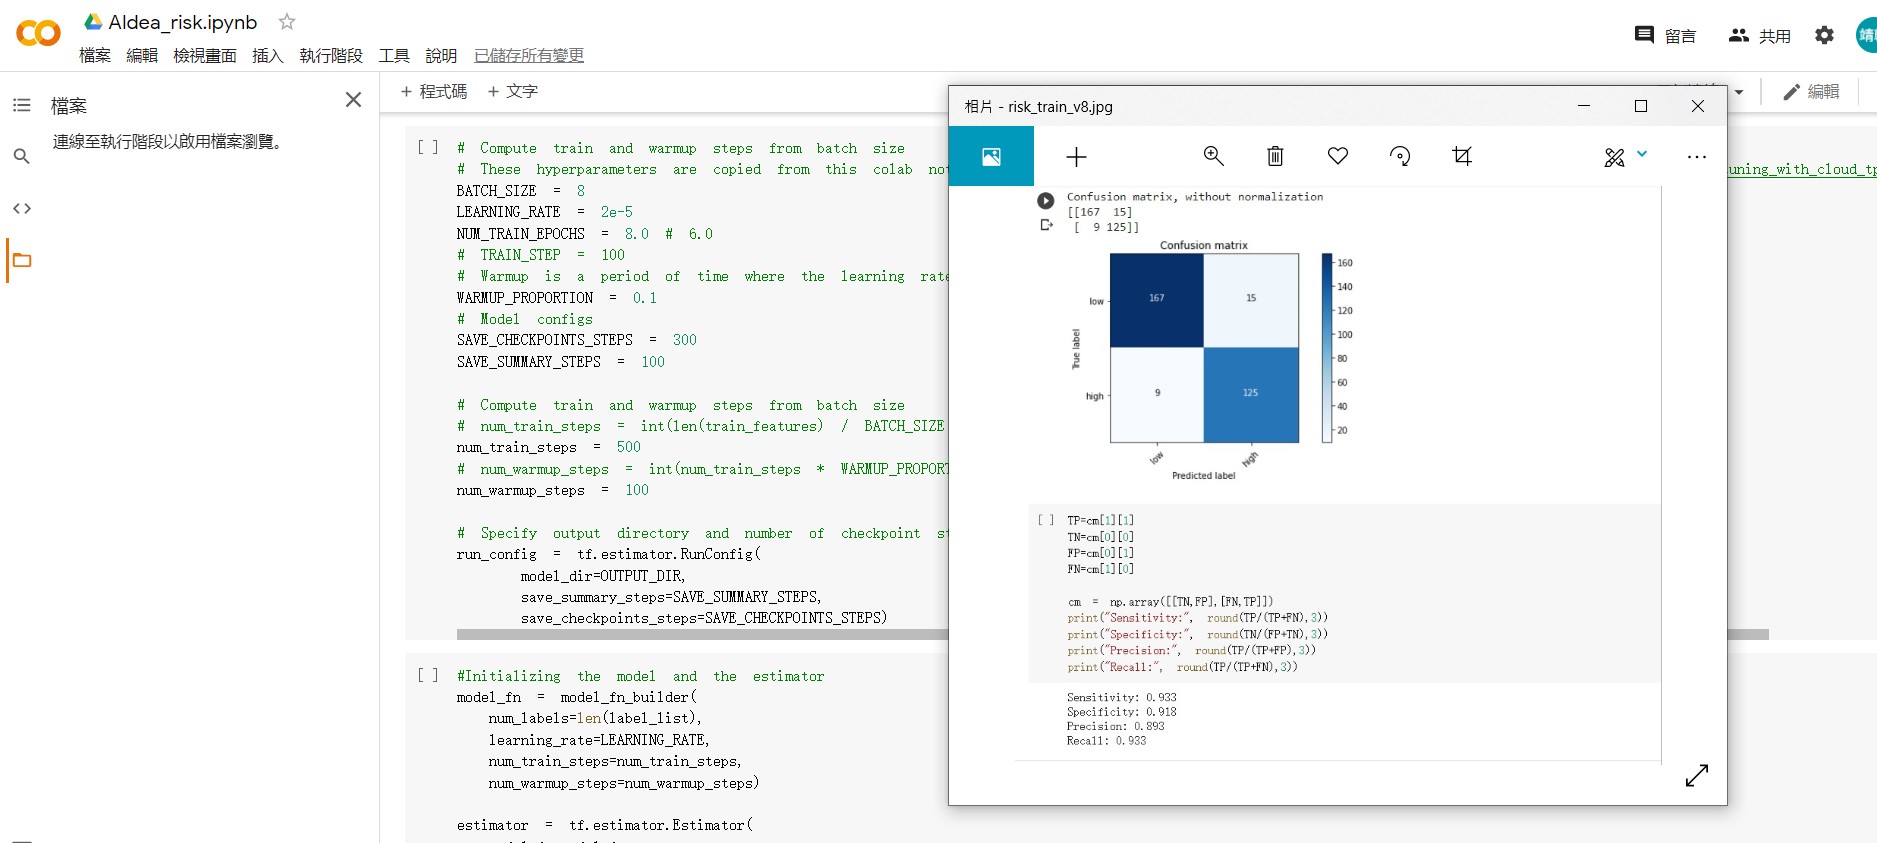 AIdea_risk.ipynb
檔案 編輯 檢視畫面 插入 執行階段 工具 說明 已儲存所有變更
留言 共用
檔案
連線至執行階段以啟用檔案瀏覽。
+ 程式碼 + 文字
編輯
[ ] # Compute train and warmup steps from batch size
# These hyperparameters are copied from this colab
uning_with_cloud_tp
BATCH_SIZE = 8
LEARNING_RATE = 2e-5
NUM_TRAIN_EPOCHS = 8.0 # 6.0
# TRAIN_STEP = 100
# Warmup is a period of time where the learning rate
WARMUP_PROPORTION = 0.1
# Model configs
SAVE_CHECKPOINTS_STEPS = 300
SAVE_SUMMARY_STEPS = 100
# Compute train and warmup steps from batch size
# num_train_steps = int(len(train_features) / BATCH_SIZE
num_train_steps = 500
# num_warmup_steps = int(num_train_steps * WARMUP_PROPORT
num_warmup_steps = 100
# Specify output directory and number of checkpoint st
run_config = tf.estimator.RunConfig(
model_dir=OUTPUT_DIR,
save_summary_steps=SAVE_SUMMARY_STEPS,
save_checkpoints_steps=SAVE_CHECKPOINTS_STEPS)
[ ] #Initializing the model and the estimator
model_fn = model_fn_builder(
num_labels=len(label_list),
learning_rate=LEARNING_RATE,
num_train_steps=num_train_steps,
num_warmup_steps=num_warmup_steps)
estimator = tf.estimator.Estimator(
相片 - risk_train_v8.jpg
Confusion matrix, without normalization
[[167 15]
[ 9 125]]
Confusion matrix
low 167 15
high 9 125
True label
low high
Predicted label
160
140
120
100
80
60
40
20
[ ] TP=cm[1][1]
TN=cm[0][0]
FP=cm[0][1]
FN=cm[1][0]
cm = np.array([[TN,FP],[FN,TP]])
print("Sensitivity:", round(TP/(TP+FN),3))
print("Specificity:", round(TN/(FP+TN),3))
print("Precision:", round(TP/(TP+FP),3))
print("Recall:", round(TP/(TP+FN),3))
Sensitivity: 0.933
Specificity: 0.918
Precision: 0.893
Recall: 0.933